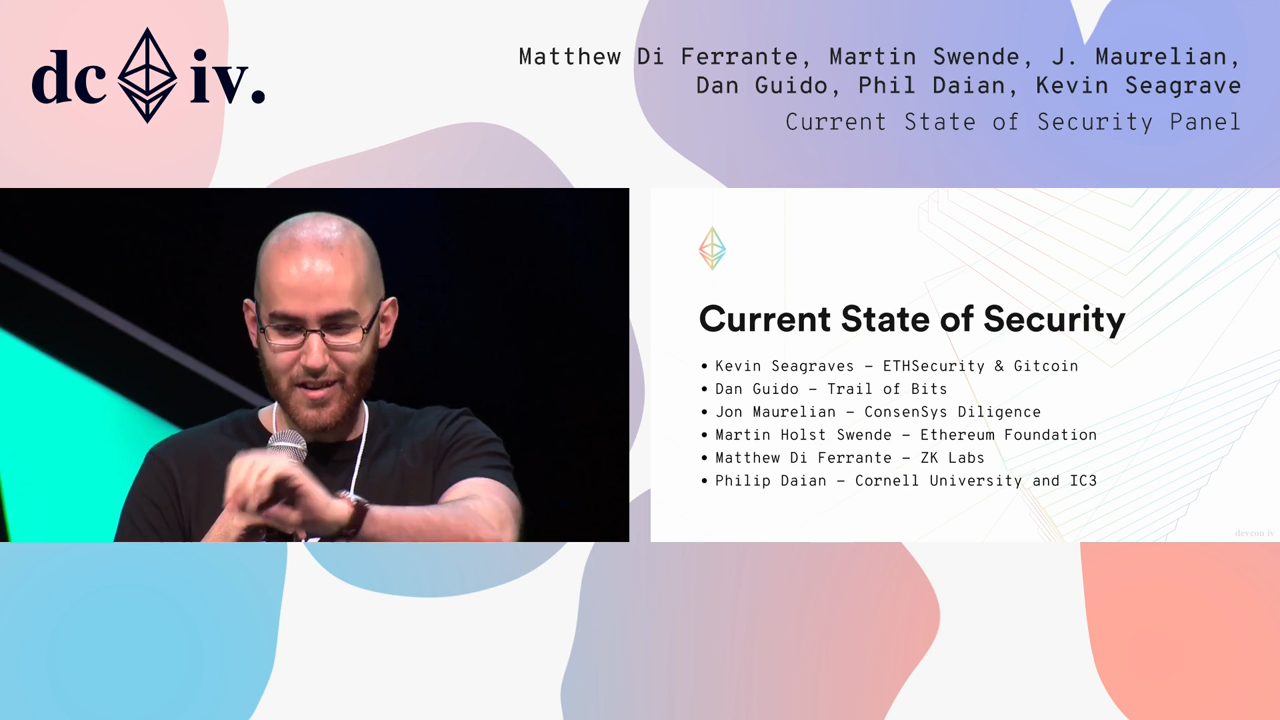 dc iv.
Matthew Di Ferrante, Martin Swende, J. Maurelian,
Dan Guido, Phil Daian, Kevin Seagrave
Current State of Security Panel
Current State of Security
• Kevin Seagraves – ETHSecurity & Gitcoin
• Dan Guido – Trail of Bits
• Jon Maurelian – ConsenSys Diligence
• Martin Holst Swende – Ethereum Foundation
• Matthew Di Ferrante – ZK Labs
• Philip Daian – Cornell University and IC3
devcon iv